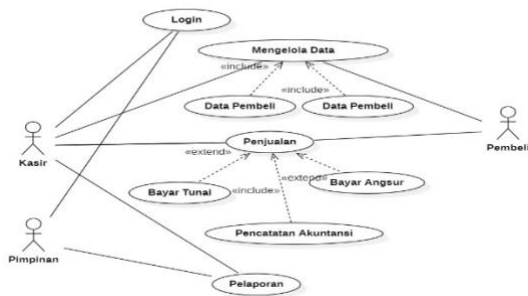 Login
Mengelola Data
«include»
«include»
Data Pembeli
Data Pembeli
Kasir
Penjualan
Pembeli
«extend»
«extend»
Bayar Tunai
«include»
Bayar Angsur
Pencatatan Akuntansi
Pimpinan
Pelaporan